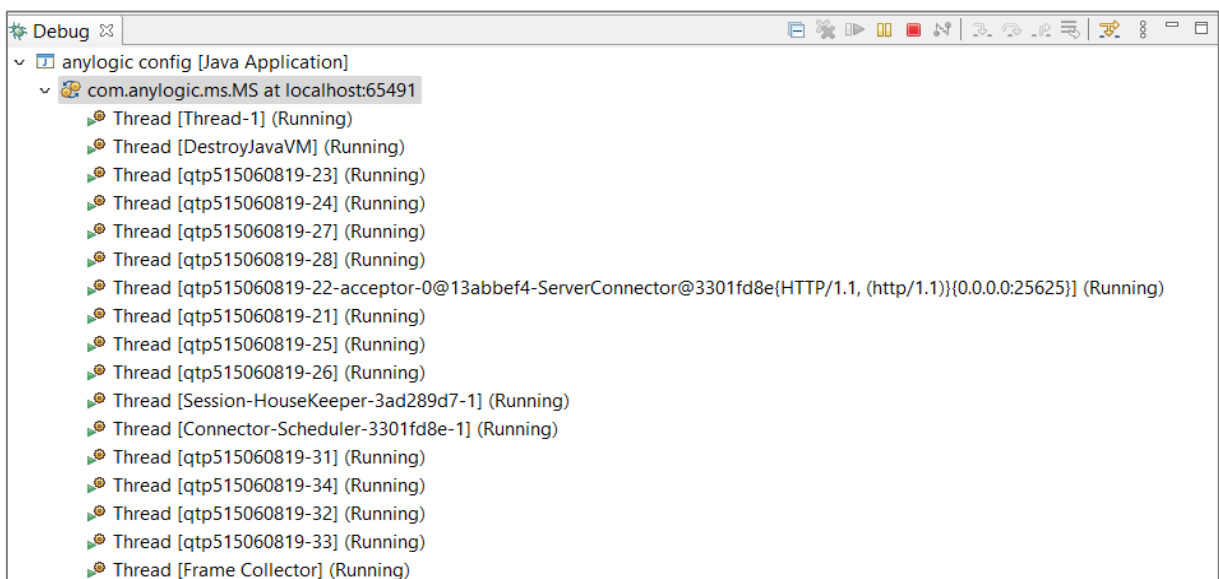 Debug
anylogic config [Java Application]
com.anylogic.ms.MS at localhost:65491
Thread [Thread-1] (Running)
Thread [DestroyJavaVM] (Running)
Thread [qtp515060819-23] (Running)
Thread [qtp515060819-24] (Running)
Thread [qtp515060819-27] (Running)
Thread [qtp515060819-28] (Running)
Thread [qtp515060819-22-acceptor-0@13abbef4-ServerConnector@3301fd8e{HTTP/1.1, (http/1.1)}{0.0.0.0:25625}] (Running)
Thread [qtp515060819-21] (Running)
Thread [qtp515060819-25] (Running)
Thread [qtp515060819-26] (Running)
Thread [Session-HouseKeeper-3ad289d7-1] (Running)
Thread [Connector-Scheduler-3301fd8e-1] (Running)
Thread [qtp515060819-31] (Running)
Thread [qtp515060819-34] (Running)
Thread [qtp515060819-32] (Running)
Thread [qtp515060819-33] (Running)
Thread [Frame Collector] (Running)